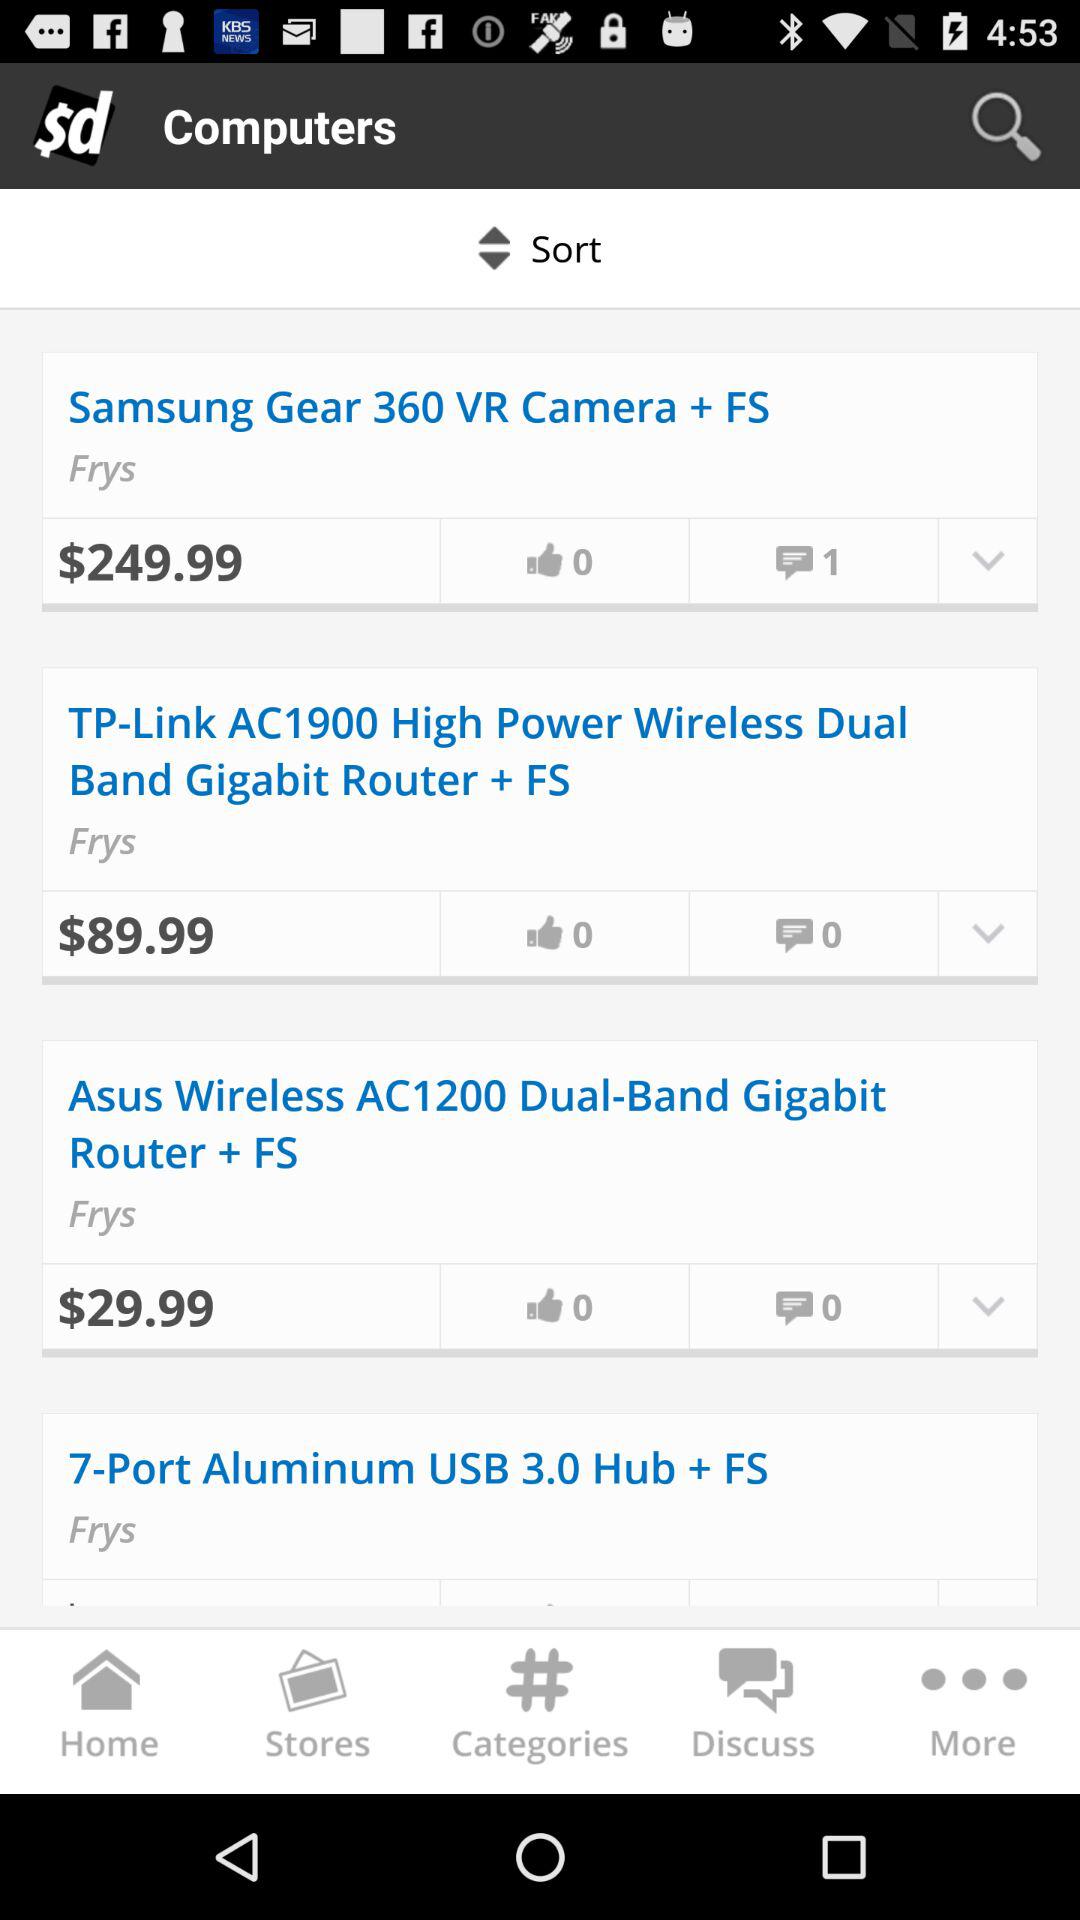 KBS
NEWS
FAKE
4:53
$d
Computers
Sort
Samsung Gear 360 VR Camera + FS
Frys
$249.99
0
1
TP-Link AC1900 High Power Wireless Dual
Band Gigabit Router + FS
Frys
$89.99
0
0
Asus Wireless AC1200 Dual-Band Gigabit
Router + FS
Frys
$29.99
0
0
7-Port Aluminum USB 3.0 Hub + FS
Frys
Home
Stores
Categories
Discuss
More